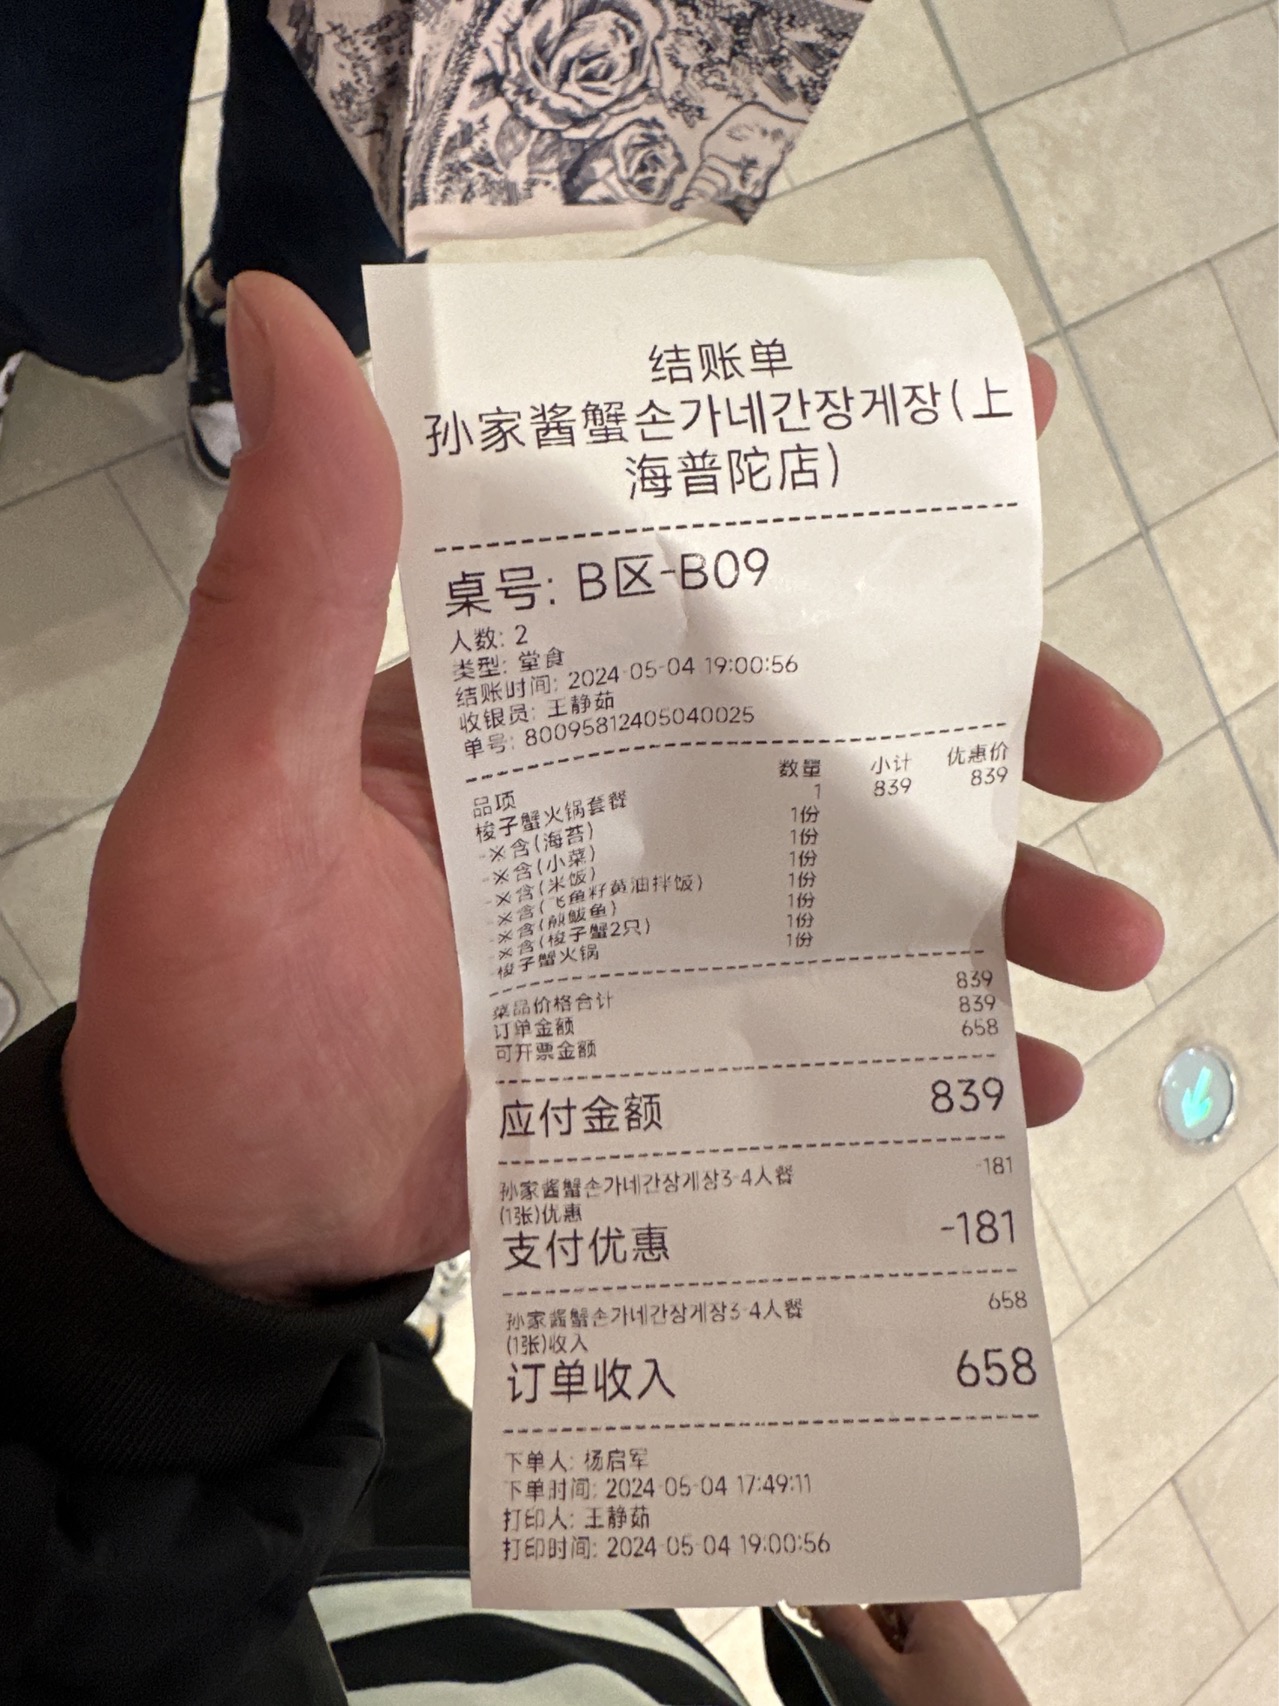 结账单
孙家酱蟹손가네간장게장(上
海普陀店)
桌号: B区-B09
人数: 2
类型: 堂食
结账时间: 2024-05-04 19:00:56
收银员: 王静茹
单号: 80095812405040025
品项 数量 小计 优惠价
梭子蟹火锅套餐 1 839 839
-※含(海苔) 1份
-※含(小菜) 1份
-※含(米饭) 1份
-※含(飞鱼籽黄油拌饭) 1份
-※含(煎鲅鱼) 1份
-※含(梭子蟹2只) 1份
梭子蟹火锅 1份
菜品价格合计 839
订单金额 839
可开票金额 658
应付金额 839
孙家酱蟹손가네간장게장3-4人餐 -181
(1张)优惠
支付优惠 -181
孙家酱蟹손가네간장게장3-4人餐 658
(1张)收入
订单收入 658
下单人: 杨启军
下单时间: 2024-05-04 17:49:11
打印人: 王静茹
打印时间: 2024-05-04 19:00:56